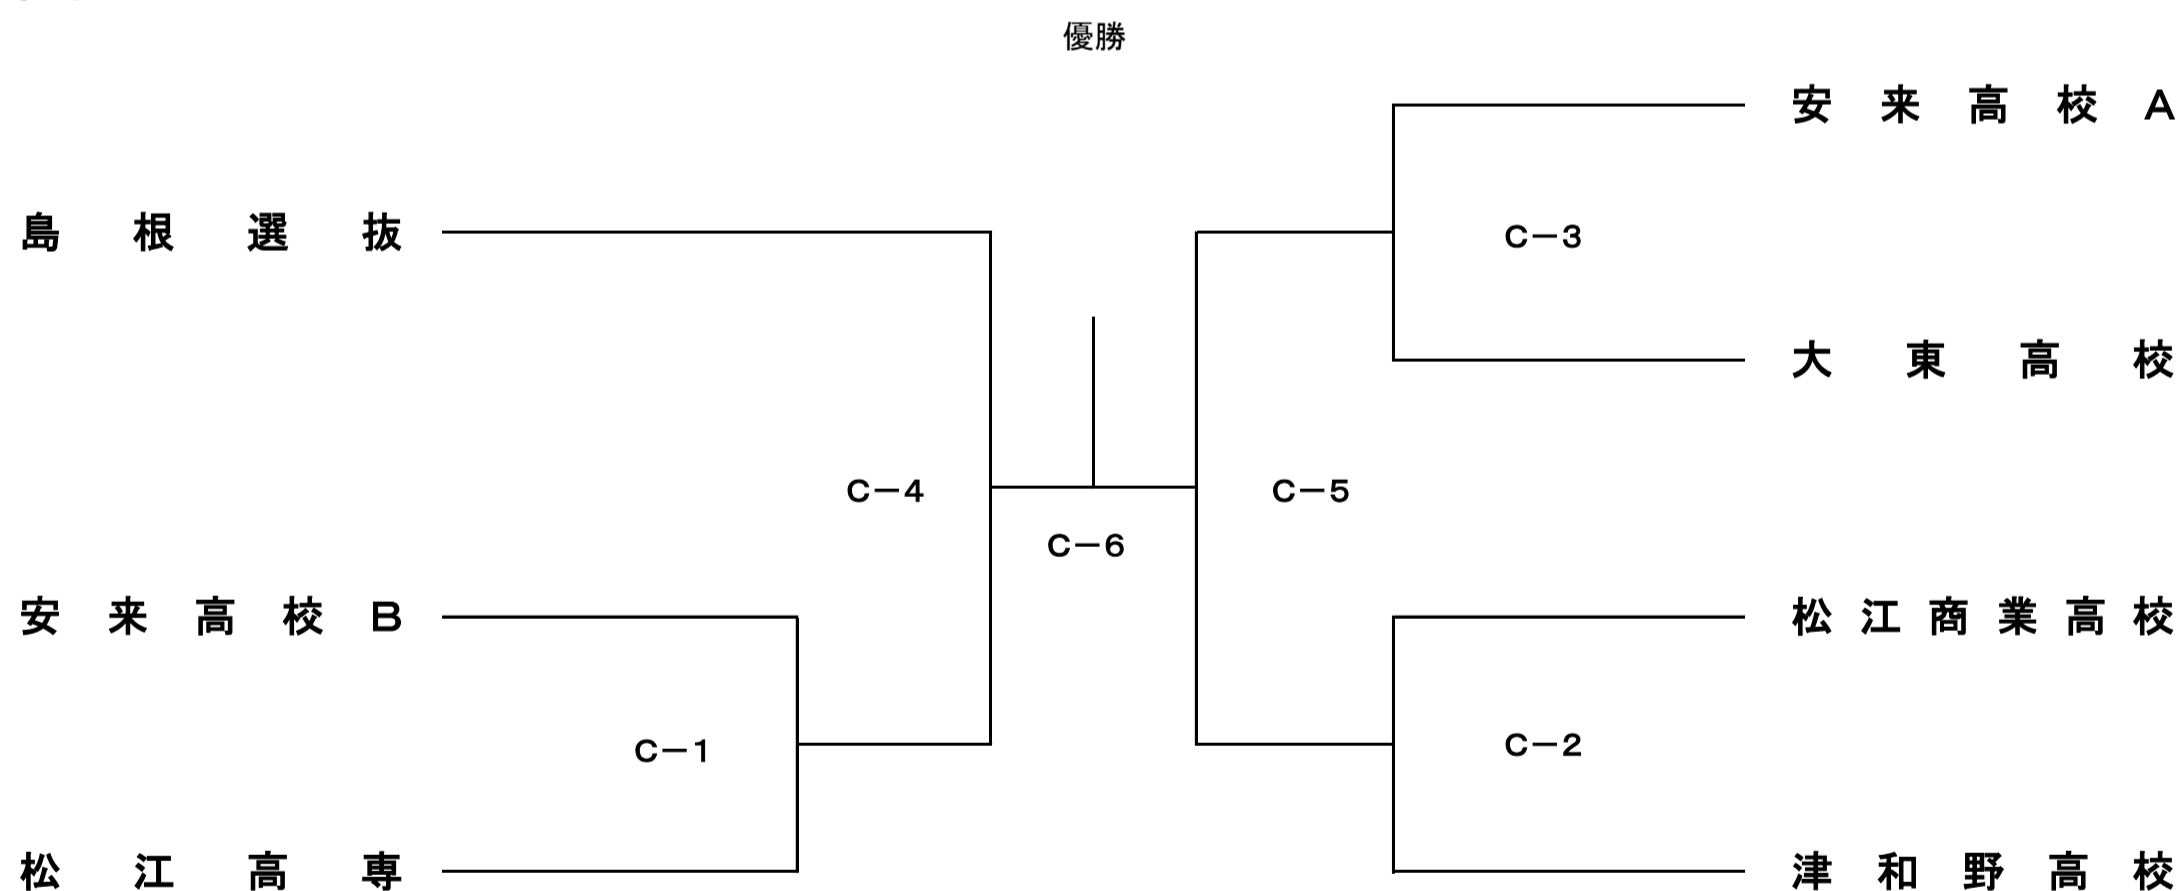 優勝
安来高校A
島根選抜
C－3
大東高校
C－4
C－5
C－6
安来高校B
松江商業高校
C－1
C－2
松江高専
津和野高校